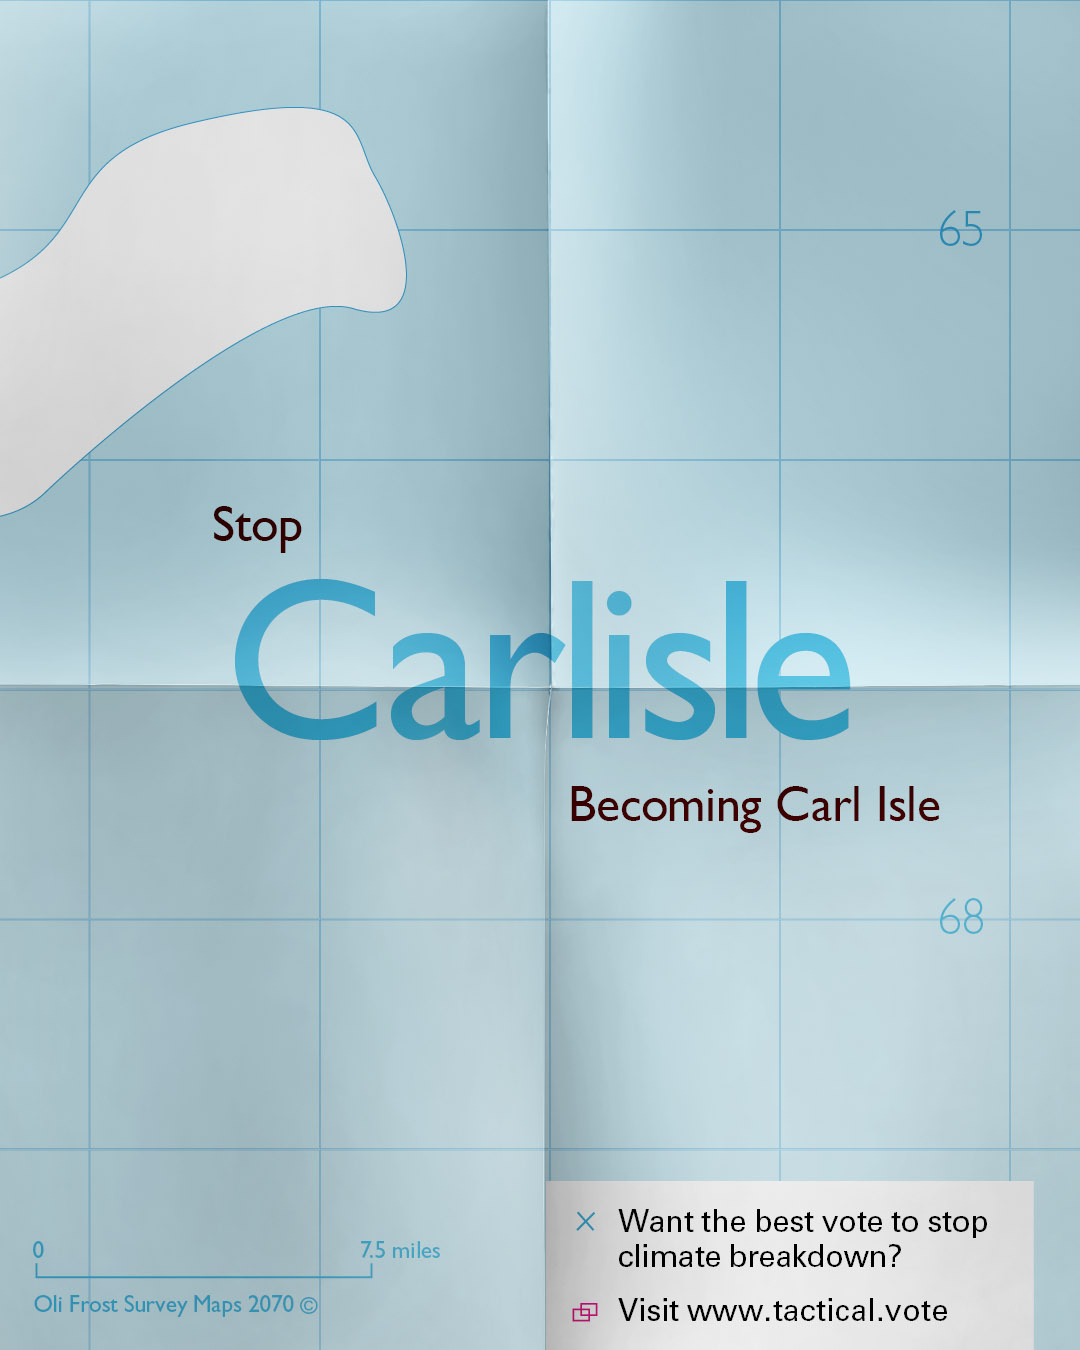 65
Stop
Carlisle
Becoming Carl Isle
68
0 7.5 miles
Oli Frost Survey Maps 2070 ©
Want the best vote to stop
climate breakdown?
Visit www.tactical.vote